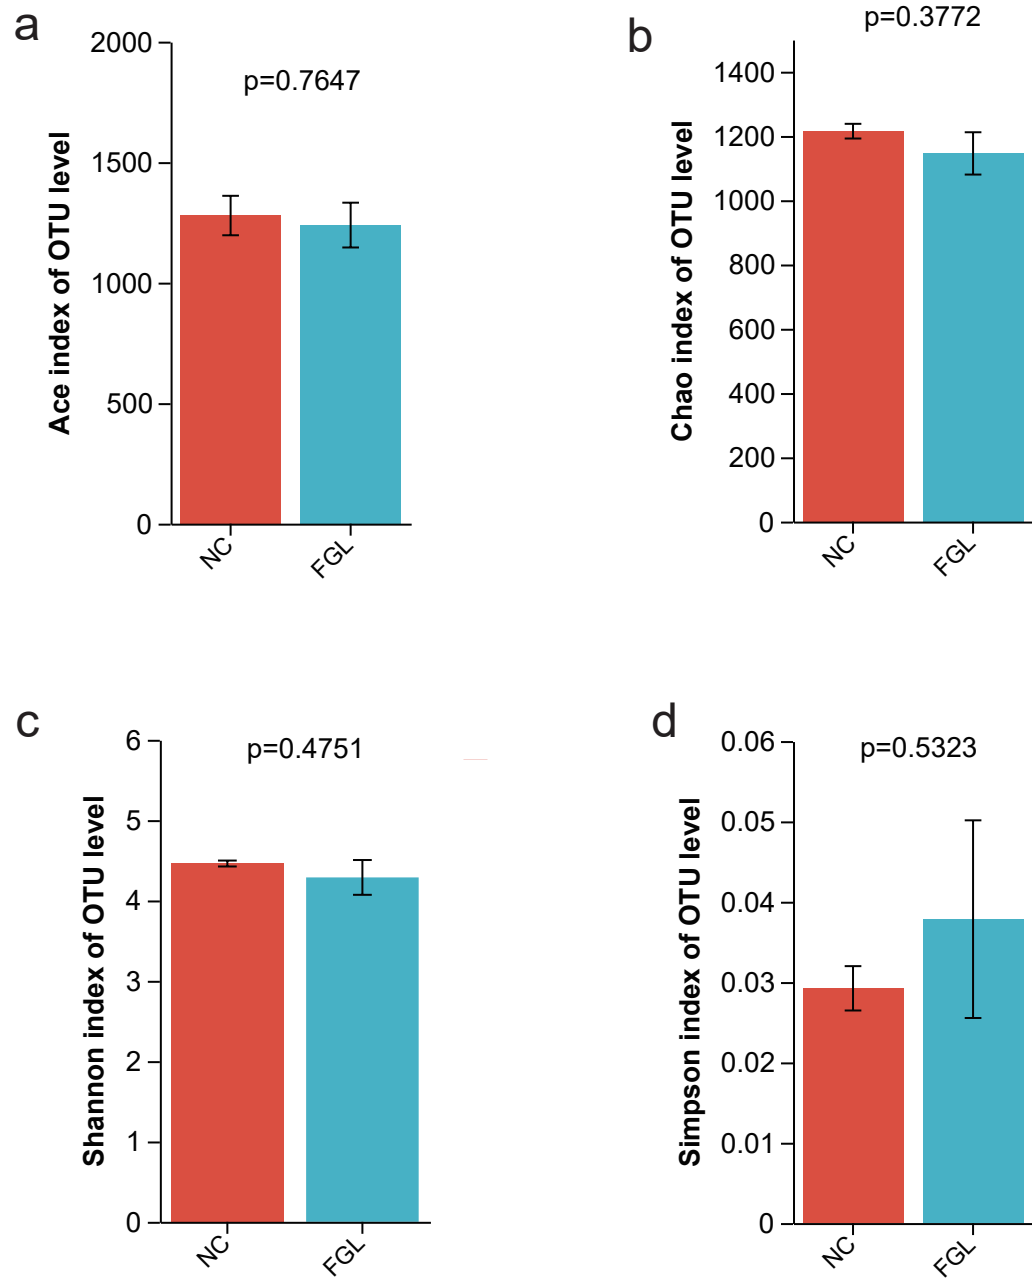 a
p=0.7647
Ace index of OTU level
2000
1500
1000
500
0
NC
FGL
b
p=0.3772
Chao index of OTU level
1400
1200
1000
800
600
400
200
0
NC
FGL
c
p=0.4751
Shannon index of OTU level
6
5
4
3
2
1
0
NC
FGL
d
p=0.5323
Simpson index of OTU level
0.06
0.05
0.04
0.03
0.02
0.01
0
NC
FGL